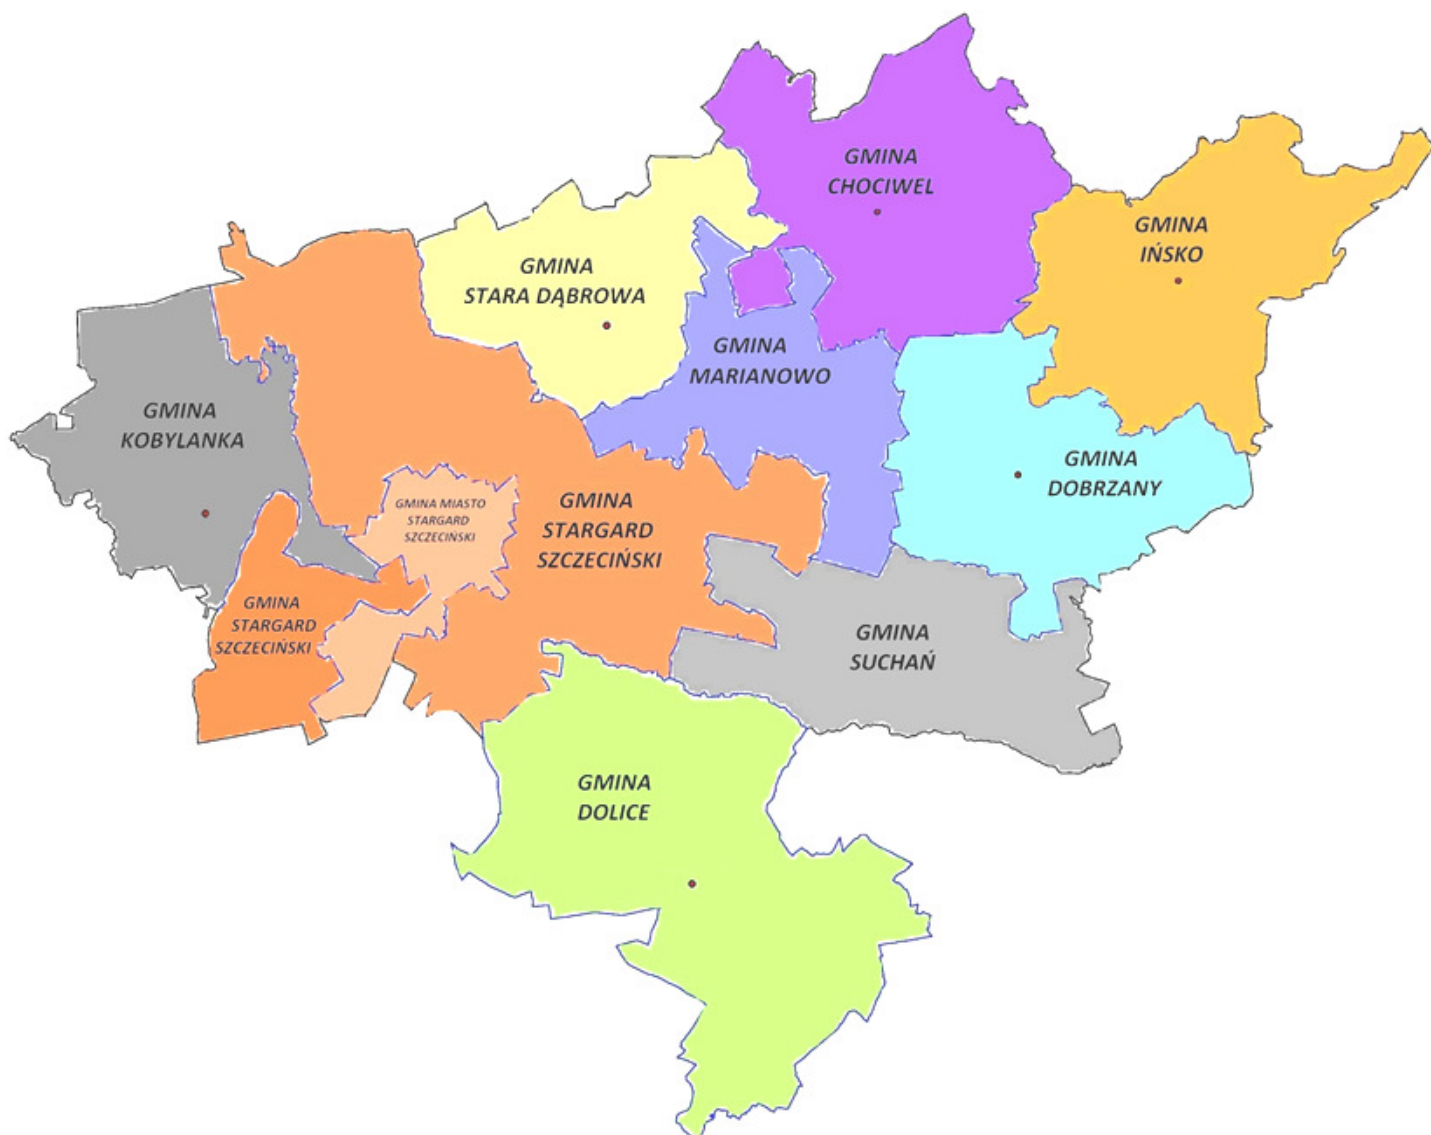 GMINA
CHOCIWEL
GMINA
IŃSKO
GMINA
STARA DĄBROWA
GMINA
MARIANOWO
GMINA
KOBYLANKA
GMINA
DOBRZANY
GMINA MIASTO
STARGARD
SZCZECIŃSKI
GMINA
STARGARD
SZCZECIŃSKI
GMINA
STARGARD
SZCZECIŃSKI
GMINA
SUCHAŃ
GMINA
DOLICE